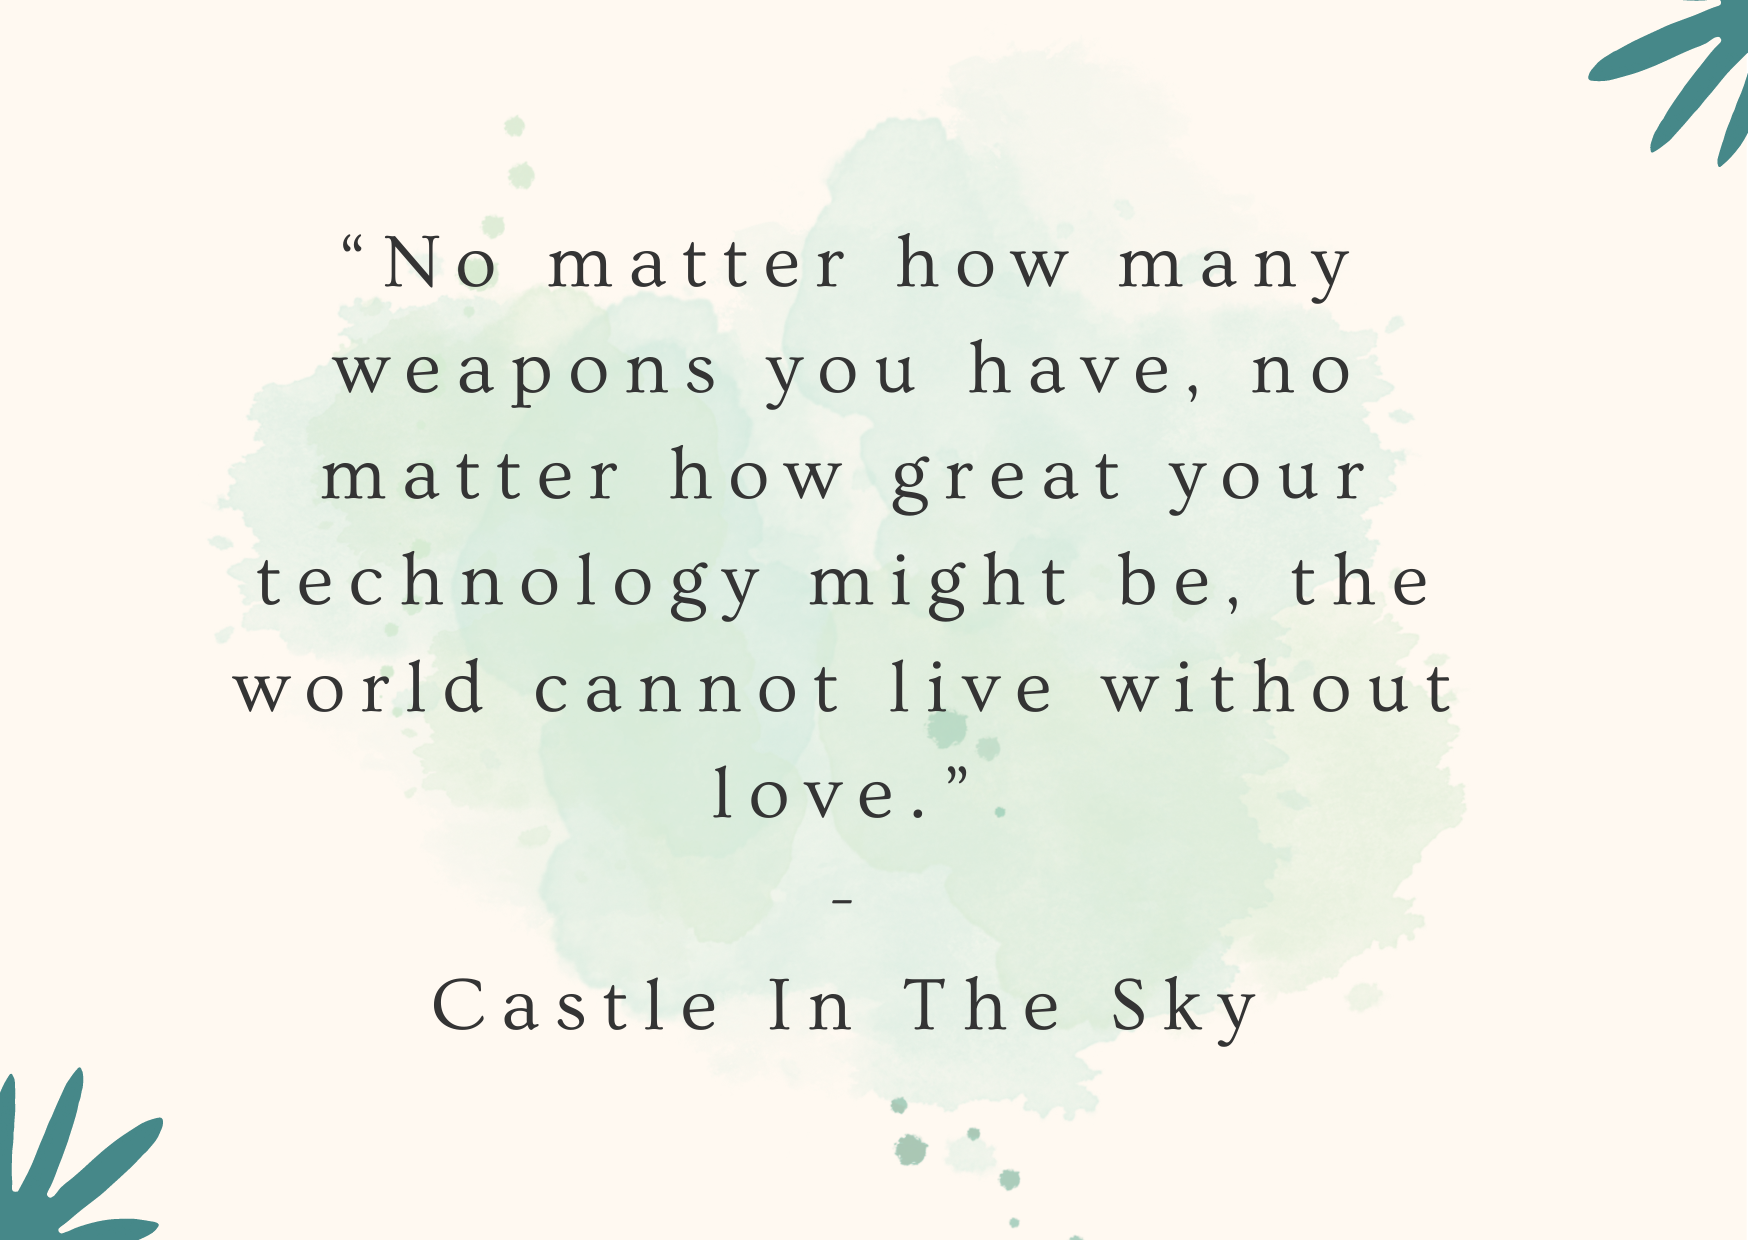 “No matter how many
weapons you have, no
matter how great your
technology might be, the
world cannot live without
love.”
-
Castle In The Sky